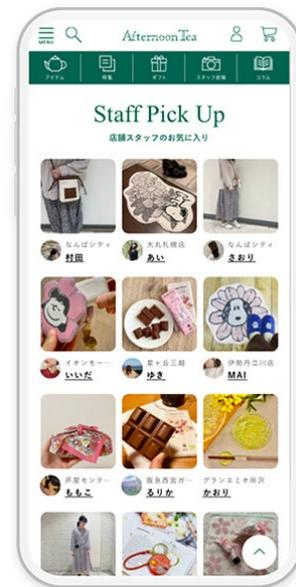 MENU
Afternoon Tea
アイテム
特集
ギフト
スタッフ投稿
コラム
Staff Pick Up
店舗スタッフのお気に入り
なんばシティ
村田
大丸札幌店
あい
なんばシティ
さおり
イオンモー…
いいだ
星ヶ丘三越
ゆき
伊勢丹立川店
MAI
芦屋モンテ…
ももこ
阪急西宮ガ…
るりか
グランエミオ所沢
かおり